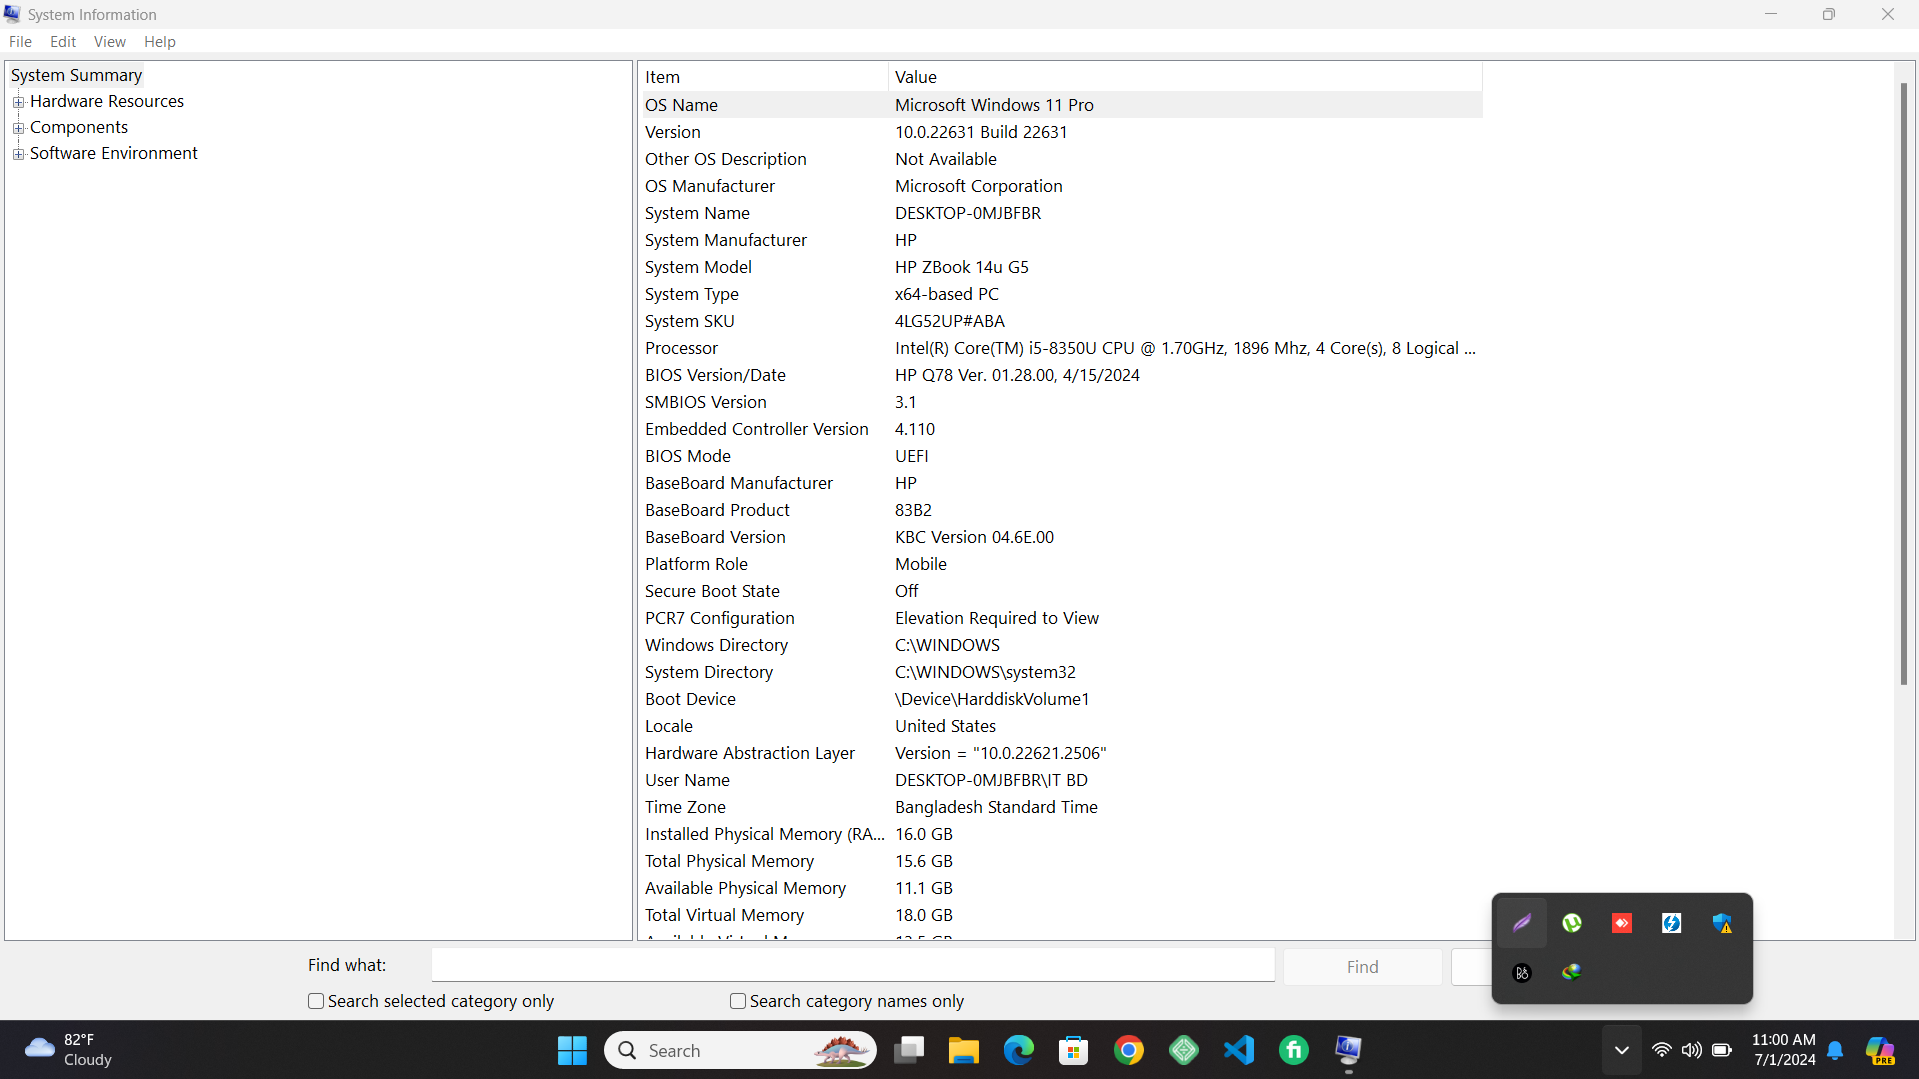 System Information
File Edit View Help
System Summary
Hardware Resources
Components
Software Environment
Item Value
OS Name Microsoft Windows 11 Pro
Version 10.0.22631 Build 22631
Other OS Description Not Available
OS Manufacturer Microsoft Corporation
System Name DESKTOP-0MJBFBR
System Manufacturer HP
System Model HP ZBook 14u G5
System Type x64-based PC
System SKU 4LG52UP#ABA
Processor Intel(R) Core(TM) i5-8350U CPU @ 1.70GHz, 1896 Mhz, 4 Core(s), 8 Logical ...
BIOS Version/Date HP Q78 Ver. 01.28.00, 4/15/2024
SMBIOS Version 3.1
Embedded Controller Version 4.110
BIOS Mode UEFI
BaseBoard Manufacturer HP
BaseBoard Product 83B2
BaseBoard Version KBC Version 04.6E.00
Platform Role Mobile
Secure Boot State Off
PCR7 Configuration Elevation Required to View
Windows Directory C:\WINDOWS
System Directory C:\WINDOWS\system32
Boot Device \Device\HarddiskVolume1
Locale United States
Hardware Abstraction Layer Version = "10.0.22621.2506"
User Name DESKTOP-0MJBFBR\IT BD
Time Zone Bangladesh Standard Time
Installed Physical Memory (RA... 16.0 GB
Total Physical Memory 15.6 GB
Available Physical Memory 11.1 GB
Total Virtual Memory 18.0 GB
Find what: Find
Search selected category only Search category names only
82°F
Cloudy
Search
11:00 AM
7/1/2024
PRE